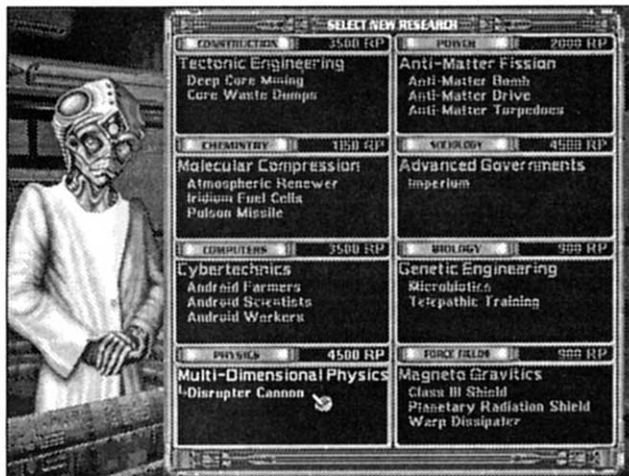 SELECT NEW RESEARCH
CONSTRUCTION 3500 RP
Tectonic Engineering
Deep Core Mining
Core Waste Dumps
POWER 2000 RP
Anti-Matter Fission
Anti-Matter Bomb
Anti-Matter Drive
Anti-Matter Torpedoes
CHEMISTRY 1150 RP
Molecular Compression
Atmospheric Renewer
Iridium Fuel Cells
Pulson Missile
SOCIOLOGY 4500 RP
Advanced Governments
Imperium
COMPUTERS 3500 RP
Cybertechnics
Android Farmers
Android Scientists
Android Workers
BIOLOGY 900 RP
Genetic Engineering
Microbiotics
Telepathic Training
PHYSICS 4500 RP
Multi-Dimensional Physics
Disrupter Cannon
FORCE FIELDS 900 RP
Magneto Gravitics
Class III Shield
Planetary Radiation Shield
Warp Dissipater